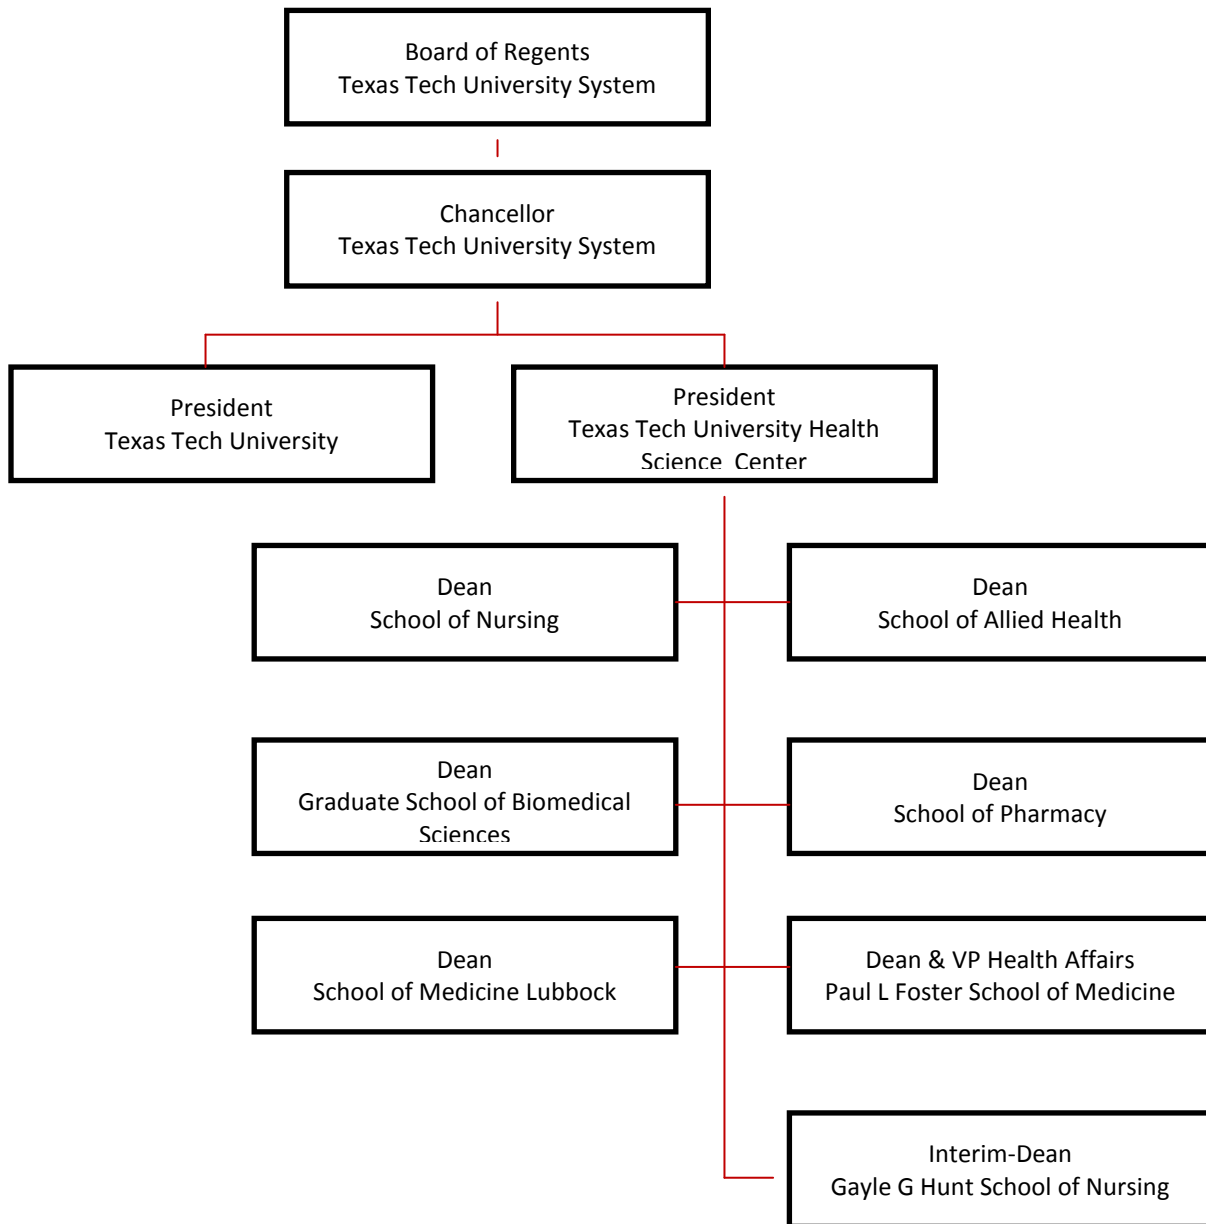 Board of Regents
Texas Tech University System
Chancellor
Texas Tech University System
President
Texas Tech University
President
Texas Tech University Health
Science Center
Dean
School of Nursing
Dean
School of Allied Health
Dean
Graduate School of Biomedical
Sciences
Dean
School of Pharmacy
Dean
School of Medicine Lubbock
Dean & VP Health Affairs
Paul L Foster School of Medicine
Interim-Dean
Gayle G Hunt School of Nursing